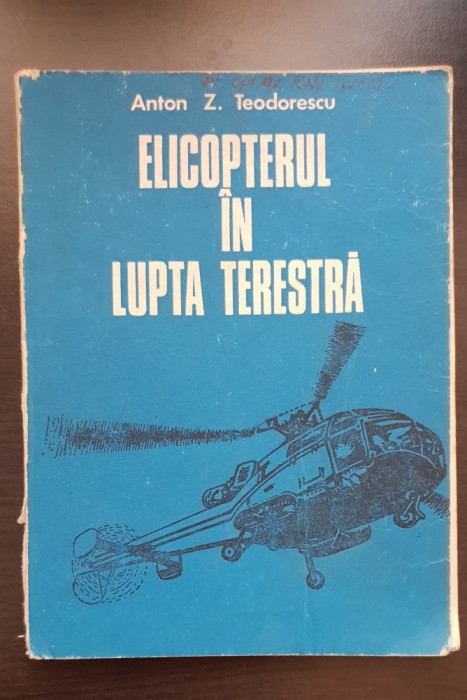 Anton Z. Teodorescu
ELICOPTERUL
ÎN
LUPTA TERESTRĂ